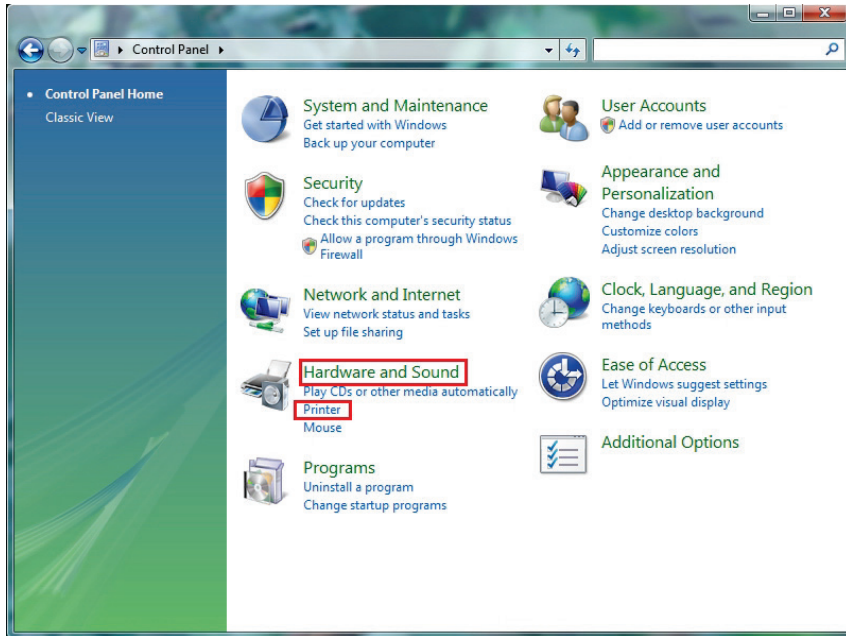 Control Panel
Control Panel Home
Classic View
System and Maintenance
Get started with Windows
Back up your computer
Security
Check for updates
Check this computer's security status
Allow a program through Windows
Firewall
Network and Internet
View network status and tasks
Set up file sharing
Hardware and Sound
Play CDs or other media automatically
Printer
Mouse
Programs
Uninstall a program
Change startup programs
User Accounts
Add or remove user accounts
Appearance and
Personalization
Change desktop background
Customize colors
Adjust screen resolution
Clock, Language, and Region
Change keyboards or other input
methods
Ease of Access
Let Windows suggest settings
Optimize visual display
Additional Options